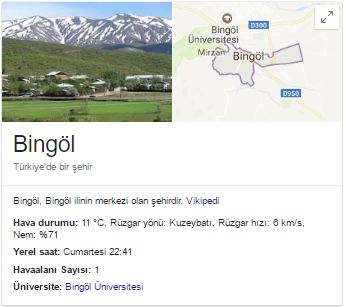 D300
Bingöl
Üniversitesi
Mirzan
Bingöl
D950
Bingöl
Türkiye'de bir şehir
Bingöl, Bingöl ilinin merkezi olan şehirdir. Vikipedi
Hava durumu: 11 °C, Rüzgar yönü: Kuzeybatı, Rüzgar hızı: 6 km/s,
Nem: %71
Yerel saat: Cumartesi 22:41
Havaalanı Sayısı: 1
Üniversite: Bingöl Üniversitesi